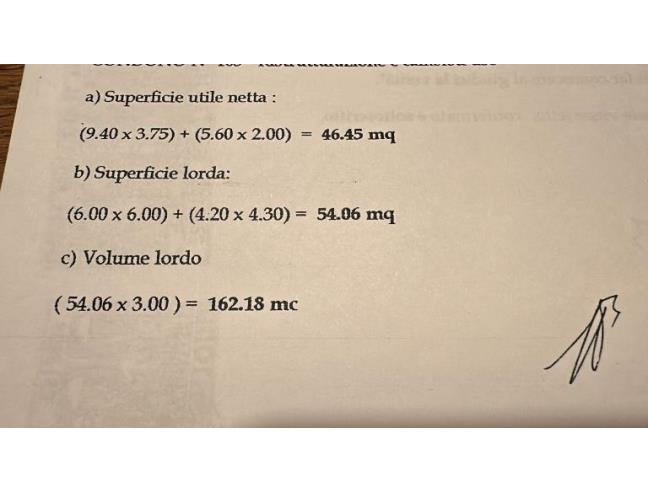 a) Superficie utile netta :
(9.40 x 3.75) + (5.60 x 2.00) = 46.45 mq
b) Superficie lorda:
(6.00 x 6.00) + (4.20 x 4.30) = 54.06 mq
c) Volume lordo
( 54.06 x 3.00 ) = 162.18 mc